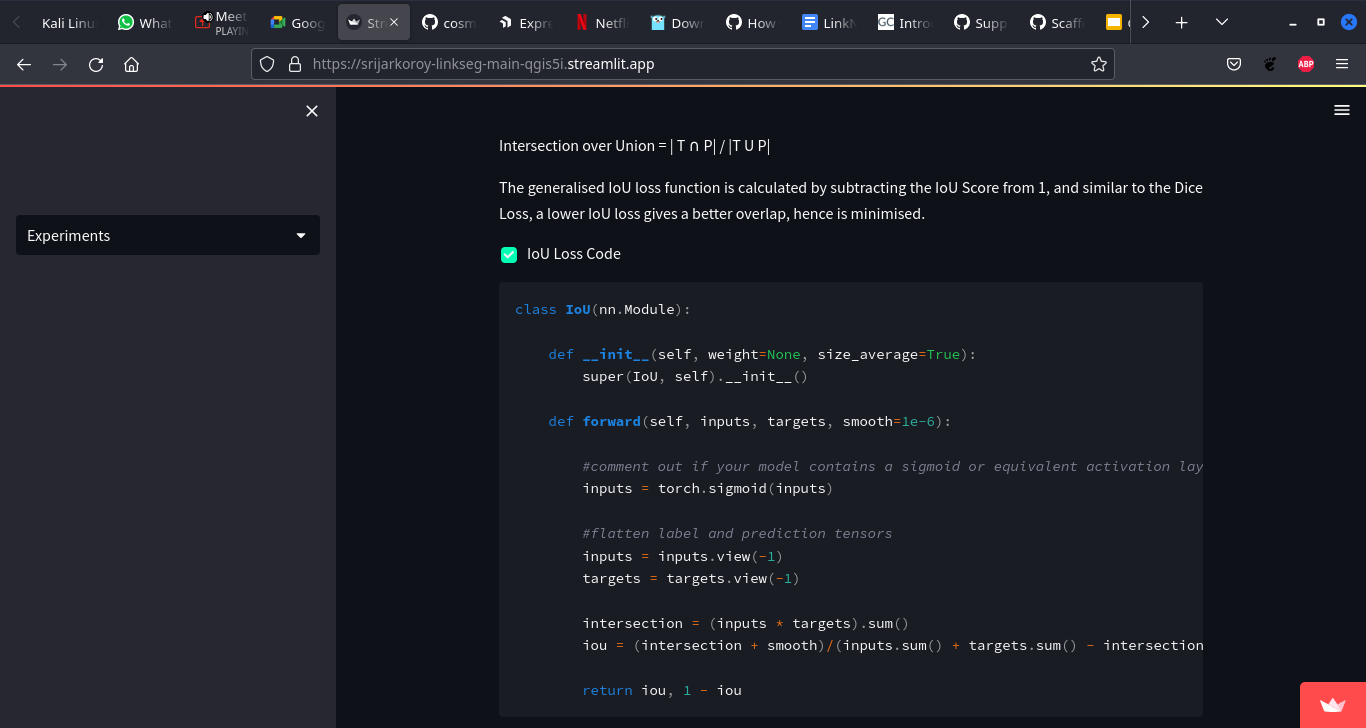 Kali Linu
What
Meet
PLAYIN
Goog
Str
cosm
Expre
Netfli
Dow
How
Link
GC
Intro
Supp
Scaff
https://srijarkoroy-linkseg-main-qgis5i.streamlit.app
ABP
Experiments
Intersection over Union = | T ∩ P| / |T U P|
The generalised IoU loss function is calculated by subtracting the IoU Score from 1, and similar to the Dice
Loss, a lower IoU loss gives a better overlap, hence is minimised.
IoU Loss Code
class IoU(nn.Module):
def __init__(self, weight=None, size_average=True):
super(IoU, self).__init__()
def forward(self, inputs, targets, smooth=1e-6):
#comment out if your model contains a sigmoid or equivalent activation lay
inputs = torch.sigmoid(inputs)
#flatten label and prediction tensors
inputs = inputs.view(-1)
targets = targets.view(-1)
intersection = (inputs * targets).sum()
iou = (intersection + smooth)/(inputs.sum() + targets.sum() - intersection
return iou, 1 - iou